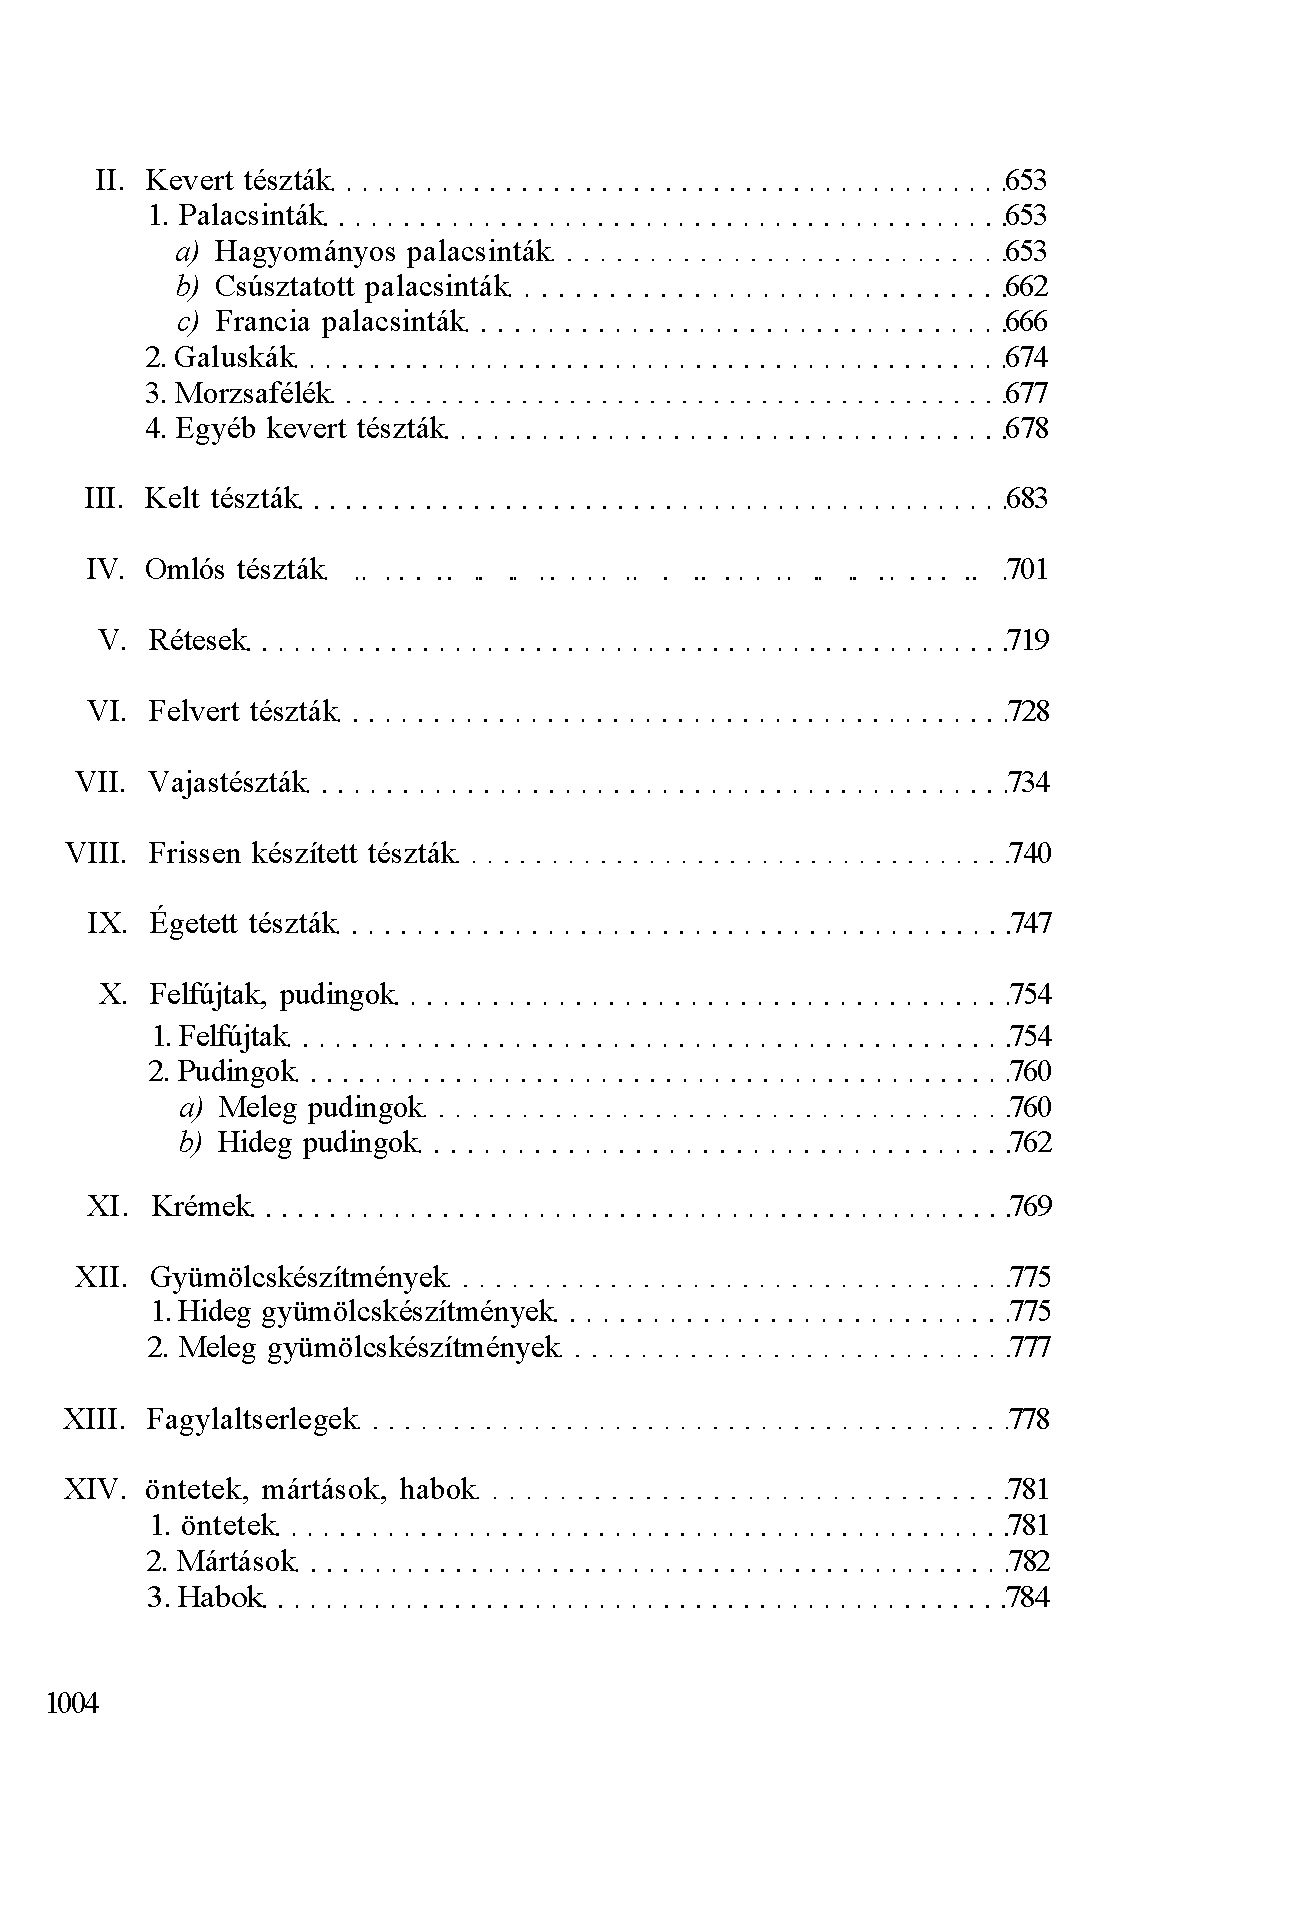 II. Kevert tészták. . . . . . . . . . . . . . . . . . . . . . . . . . . . . . . . . . . . . . . . . .653
1. Palacsinták. . . . . . . . . . . . . . . . . . . . . . . . . . . . . . . . . . . . . . . . . . .653
a) Hagyományos palacsinták. . . . . . . . . . . . . . . . . . . . . . . . . . . .653
b) Csúsztatott palacsinták. . . . . . . . . . . . . . . . . . . . . . . . . . . . . . .662
c) Francia palacsinták. . . . . . . . . . . . . . . . . . . . . . . . . . . . . . . . . .666
2. Galuskák. . . . . . . . . . . . . . . . . . . . . . . . . . . . . . . . . . . . . . . . . . . . .674
3. Morzsafélék. . . . . . . . . . . . . . . . . . . . . . . . . . . . . . . . . . . . . . . . . .677
4. Egyéb kevert tészták. . . . . . . . . . . . . . . . . . . . . . . . . . . . . . . . . . .678
III. Kelt tészták. . . . . . . . . . . . . . . . . . . . . . . . . . . . . . . . . . . . . . . . . . . .683
IV. Omlós tészták. .. . . . .. . .. .. .. . . . .. . .. . . . .. .. .. .. . . . .. .701
V. Rétesek. . . . . . . . . . . . . . . . . . . . . . . . . . . . . . . . . . . . . . . . . . . . . . . .719
VI. Felvert tészták. . . . . . . . . . . . . . . . . . . . . . . . . . . . . . . . . . . . . . . . . .728
VII. Vajastészták. . . . . . . . . . . . . . . . . . . . . . . . . . . . . . . . . . . . . . . . . . . .734
VIII. Frissen készített tészták. . . . . . . . . . . . . . . . . . . . . . . . . . . . . . . . . . .740
IX. Égetett tészták. . . . . . . . . . . . . . . . . . . . . . . . . . . . . . . . . . . . . . . . . .747
X. Felfújtak, pudingok. . . . . . . . . . . . . . . . . . . . . . . . . . . . . . . . . . . . . . .754
1. Felfújtak. . . . . . . . . . . . . . . . . . . . . . . . . . . . . . . . . . . . . . . . . . . . .754
2. Pudingok. . . . . . . . . . . . . . . . . . . . . . . . . . . . . . . . . . . . . . . . . . . . .760
a) Meleg pudingok. . . . . . . . . . . . . . . . . . . . . . . . . . . . . . . . . . . . .760
b) Hideg pudingok. . . . . . . . . . . . . . . . . . . . . . . . . . . . . . . . . . . . .762
XI. Krémek. . . . . . . . . . . . . . . . . . . . . . . . . . . . . . . . . . . . . . . . . . . . . . . .769
XII. Gyümölcskészítmények. . . . . . . . . . . . . . . . . . . . . . . . . . . . . . . . . . .775
1. Hideg gyümölcskészítmények. . . . . . . . . . . . . . . . . . . . . . . . . . . . .775
2. Meleg gyümölcskészítmények. . . . . . . . . . . . . . . . . . . . . . . . . . . .777
XIII. Fagylaltserlegek. . . . . . . . . . . . . . . . . . . . . . . . . . . . . . . . . . . . . . . . .778
XIV. öntetek, mártások, habok. . . . . . . . . . . . . . . . . . . . . . . . . . . . . . . . .781
1. öntetek. . . . . . . . . . . . . . . . . . . . . . . . . . . . . . . . . . . . . . . . . . . . . .781
2. Mártások. . . . . . . . . . . . . . . . . . . . . . . . . . . . . . . . . . . . . . . . . . . . .782
3. Habok. . . . . . . . . . . . . . . . . . . . . . . . . . . . . . . . . . . . . . . . . . . . . . .784
1004